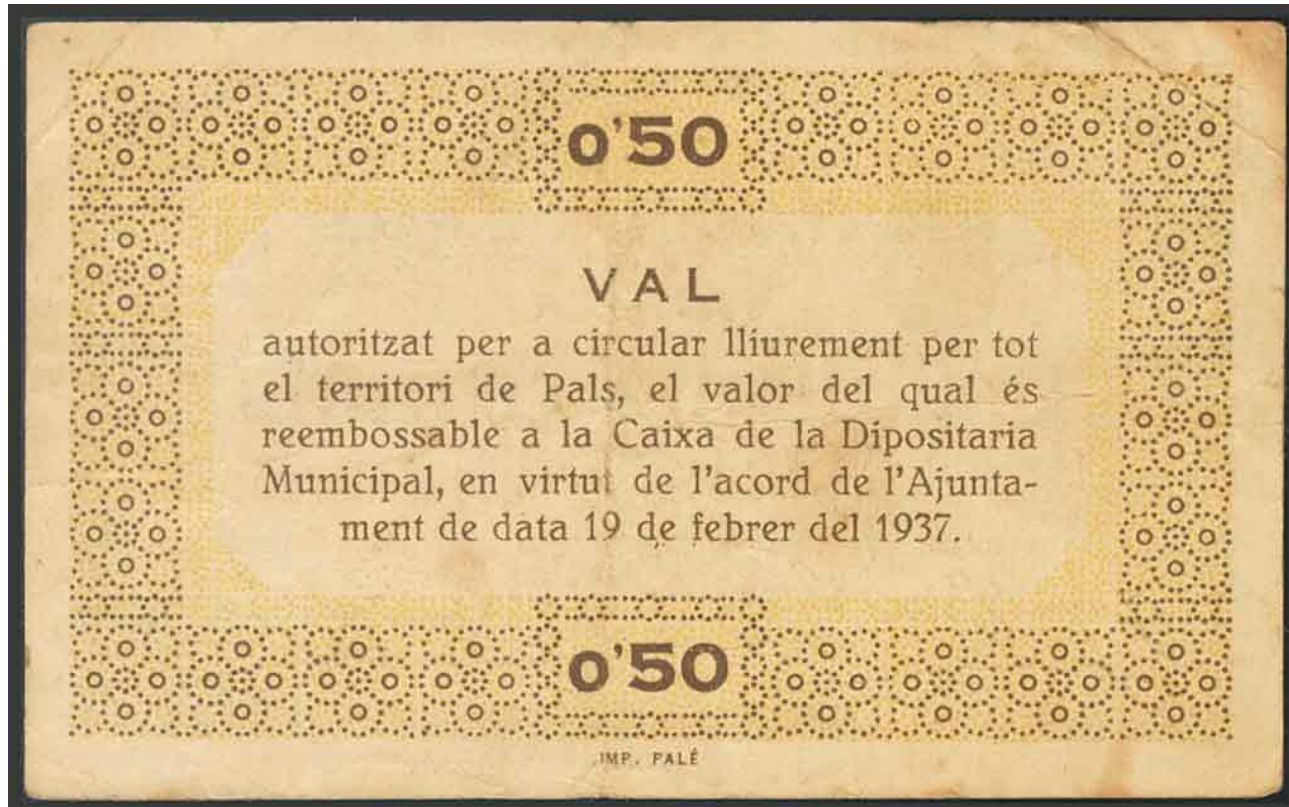 0'50
VAL
autoritzat per a circular lliurement per tot
el territori de Pals, el valor del qual és
reembossable a la Caixa de la Dipositaria
Municipal, en virtut de l'acord de l'Ajunta-
ment de data 19 de febrer del 1937.
0'50
IMP. PALÉ